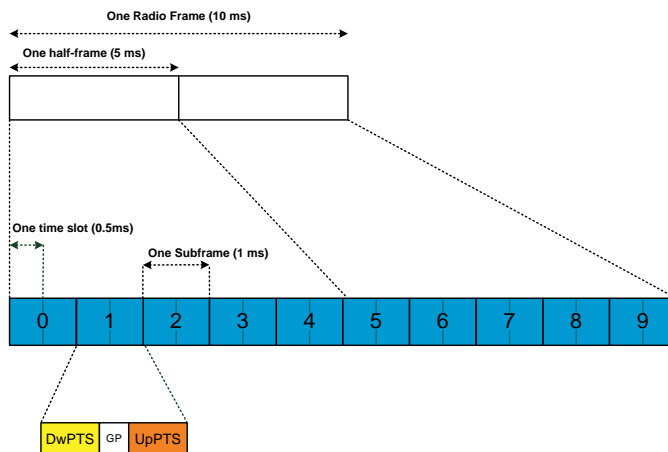 One Radio Frame (10 ms)
One half-frame (5 ms)
One time slot (0.5ms)
One Subframe (1 ms)
0 1 2 3 4 5 6 7 8 9
DwPTS GP UpPTS